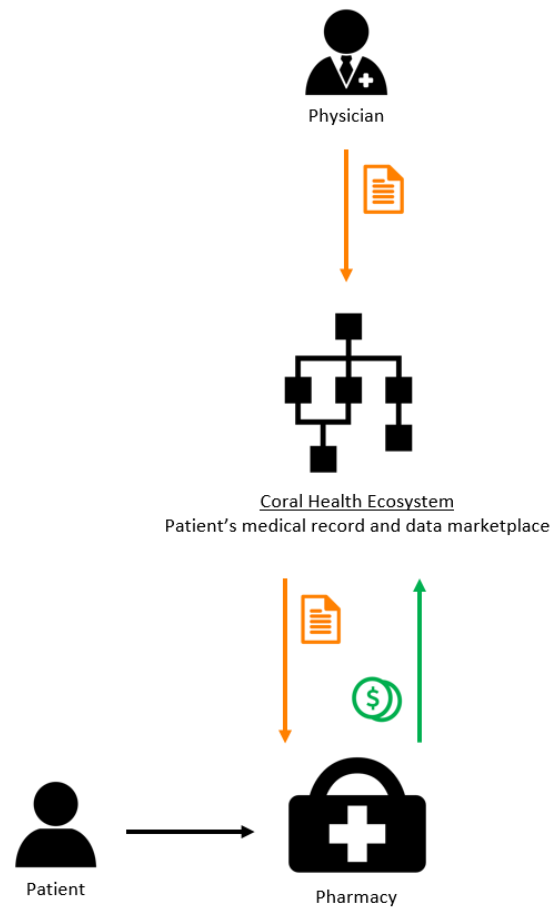 Physician
Coral Health Ecosystem
Patient's medical record and data marketplace
$
Patient
Pharmacy